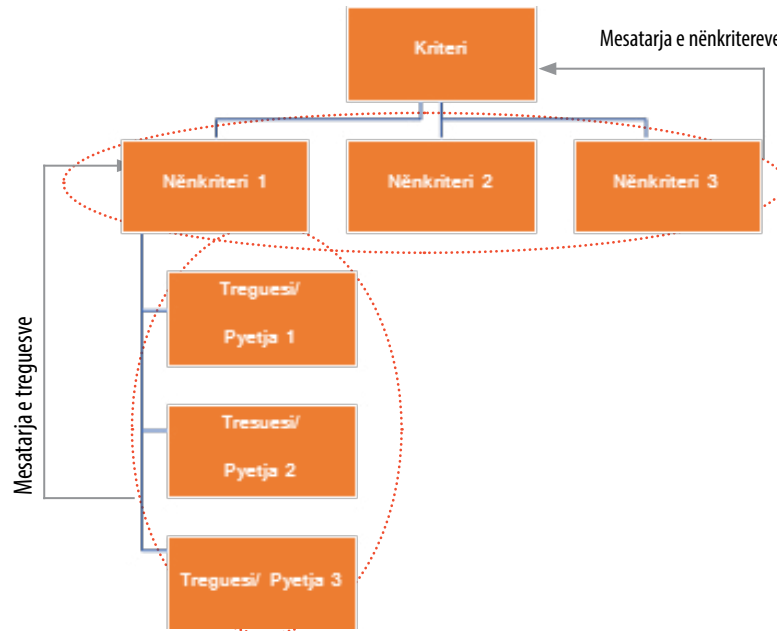 Kriteri
Mesatarja e nënkritereve
Nënkriteri 1
Nënkriteri 2
Nënkriteri 3
Mesatarja e treguesve
Treguesi/
Pyetja 1
Tresuesi/
Pyetja 2
Treguesi/ Pyetja 3